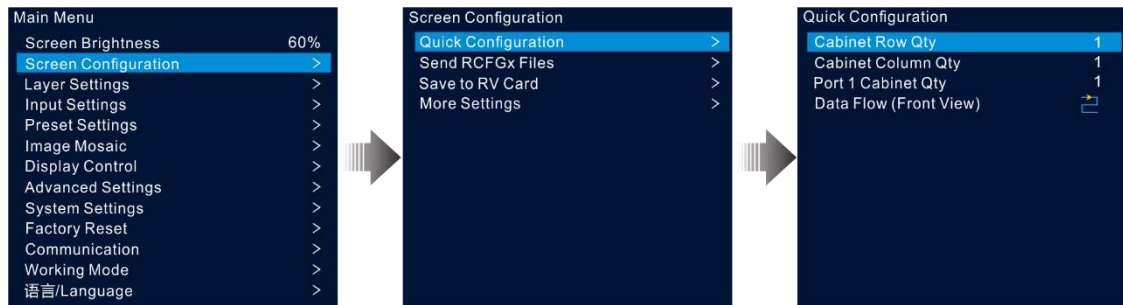 Main Menu
Screen Brightness 60%
Screen Configuration >
Layer Settings >
Input Settings >
Preset Settings >
Image Mosaic >
Display Control >
Advanced Settings >
System Settings >
Factory Reset >
Communication >
Working Mode >
语言/Language >
Screen Configuration
Quick Configuration >
Send RCFGx Files >
Save to RV Card >
More Settings >
Quick Configuration
Cabinet Row Qty 1
Cabinet Column Qty 1
Port 1 Cabinet Qty 1
Data Flow (Front View)